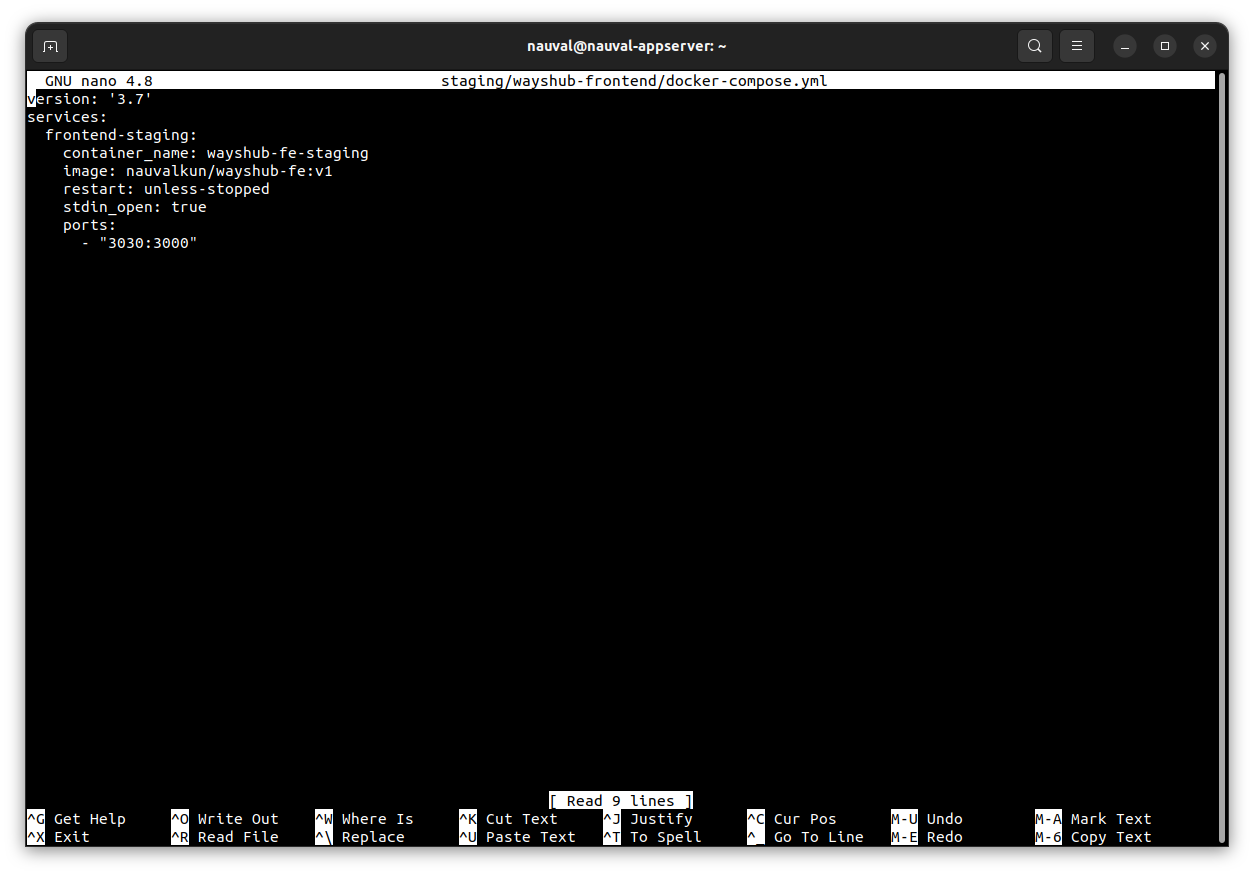 nauval@nauval-appserver: ~
GNU nano 4.8 staging/wayshub-frontend/docker-compose.yml
version: '3.7'
services:
  frontend-staging:
    container_name: wayshub-fe-staging
    image: nauvalkun/wayshub-fe:v1
    restart: unless-stopped
    stdin_open: true
    ports:
      - "3030:3000"
[ Read 9 lines ]
^G Get Help ^O Write Out ^W Where Is ^K Cut Text ^J Justify ^C Cur Pos M-U Undo M-A Mark Text
^X Exit ^R Read File ^\ Replace ^U Paste Text ^T To Spell ^_ Go To Line M-E Redo M-6 Copy Text